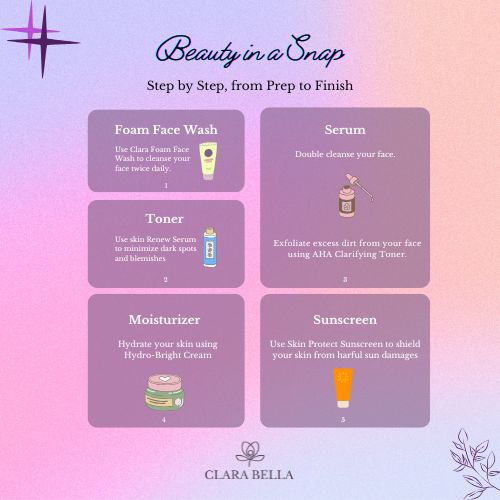 Beauty in a Snap
Step by Step, from Prep to Finish
Foam Face Wash
Use Clara Foam Face
Wash to cleanse your
face twice daily.
1
Toner
Use skin Renew Serum
to minimize dark spots
and blemishes
2
Serum
Double cleanse your face.
Exfoliate excess dirt from your face
using AHA Clarifying Toner.
3
Moisturizer
Hydrate your skin using
Hydro-Bright Cream
4
Sunscreen
Use Skin Protect Sunscreen to shield
your skin from harful sun damages
5
CLARA BELLA